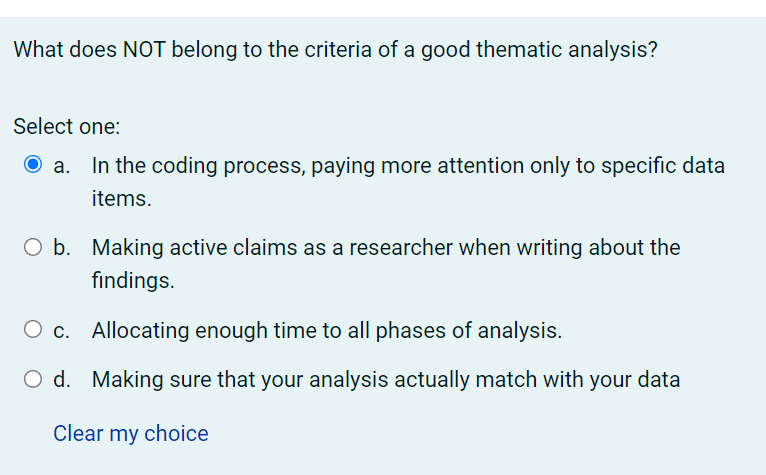 What does NOT belong to the criteria of a good thematic analysis?
Select one:
a. In the coding process, paying more attention only to specific data
items.
b. Making active claims as a researcher when writing about the
findings.
c. Allocating enough time to all phases of analysis.
d. Making sure that your analysis actually match with your data
Clear my choice